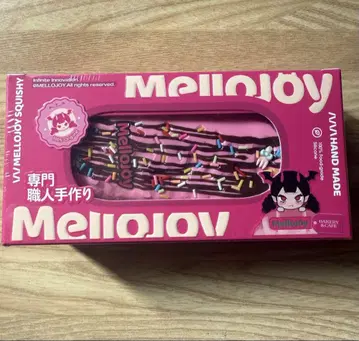 Infinite Innovation
@MELLOJOY All rights reserved.
MelloJoy
MELLOJOY SQUISHY
MelloJoy
HAND MADE
専門
職人手作り
MelloJoy